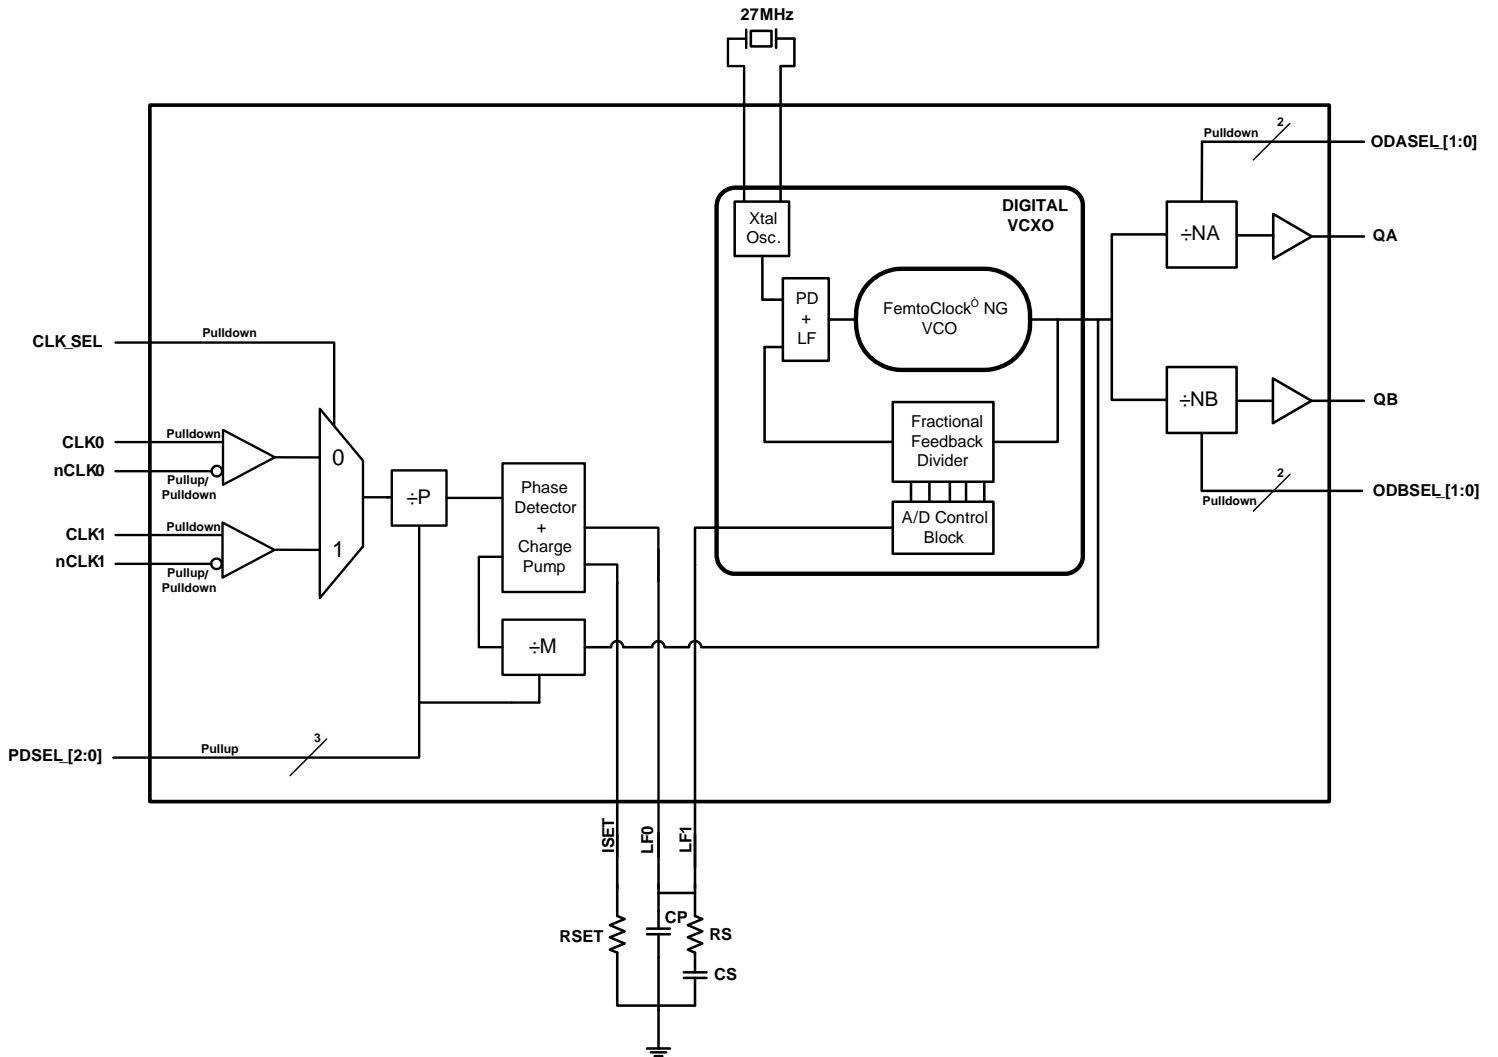 27MHz
Pulldown
2
ODASEL_[1:0]
DIGITAL
VCXO
Xtal
Osc.
÷NA
QA
PD
+
LF
FemtoClockÒ NG
VCO
CLK_SEL
Pulldown
÷NB
QB
Fractional
Feedback
Divider
CLK0
Pulldown
nCLK0
Pullup/
Pulldown
0
÷P
Phase
Detector
+
Charge
Pump
2
Pulldown
ODBSEL_[1:0]
A/D Control
Block
CLK1
Pulldown
nCLK1
Pullup/
Pulldown
1
÷M
PDSEL_[2:0]
Pullup
3
ISET
LF0
LF1
RSET
CP
RS
CS